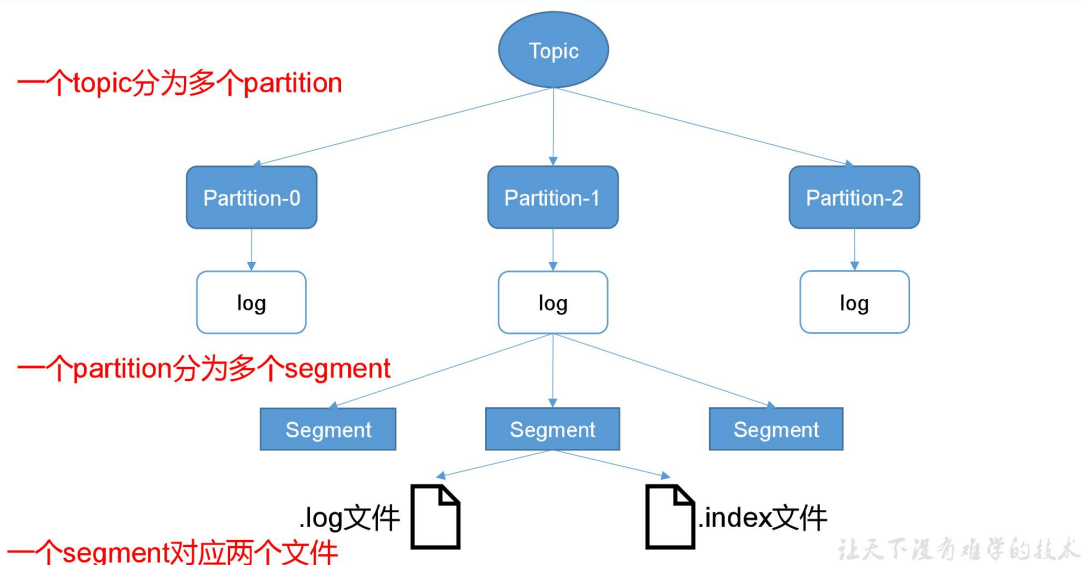 Topic
一个topic分为多个partition
Partition-0
Partition-1
Partition-2
log
log
log
一个partition分为多个segment
Segment
Segment
Segment
.log文件
.index文件
一个segment对应两个文件
让天下没有难学的技术